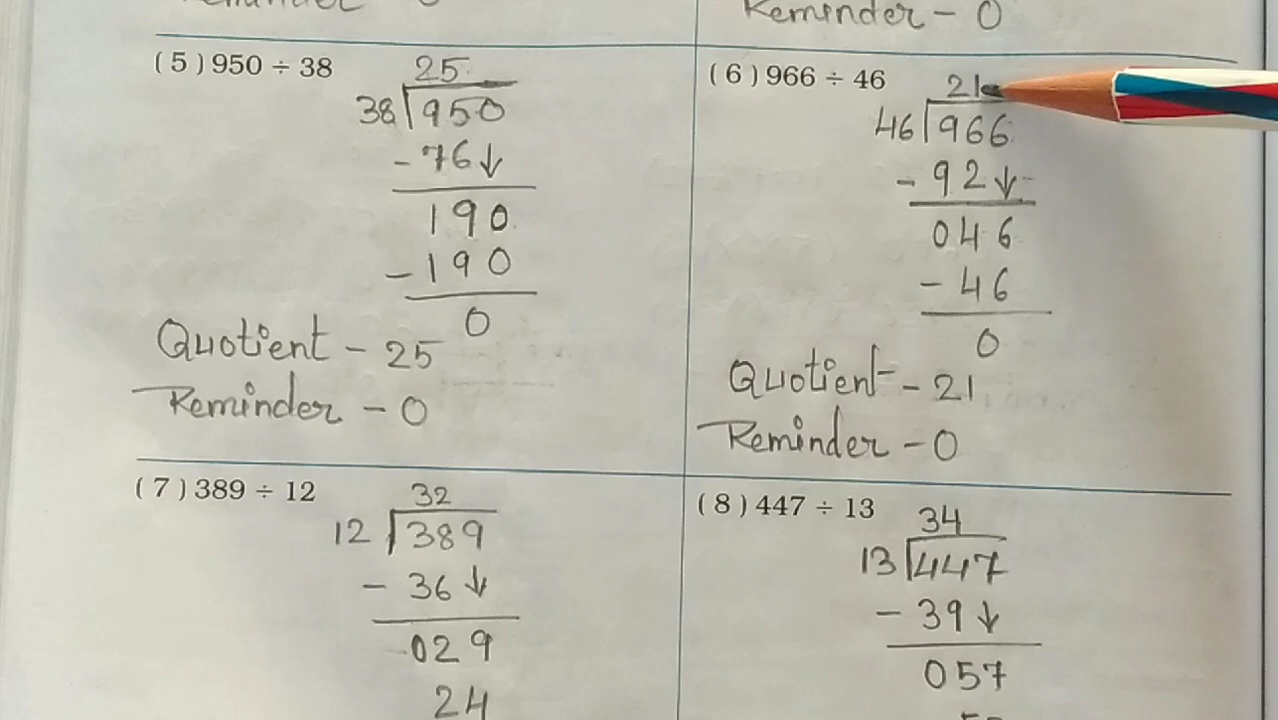 Reminder - 0
(5) 950 ÷ 38
25
38 950
- 76↓
190
- 190
0
Quotient - 25
Reminder - 0
(6) 966 ÷ 46
21
46 966
- 92↓
046
- 46
0
Quotient - 21
Reminder - 0
(7) 389 ÷ 12
32
12 389
- 36↓
029
24
(8) 447 ÷ 13
34
13 447
- 39↓
057